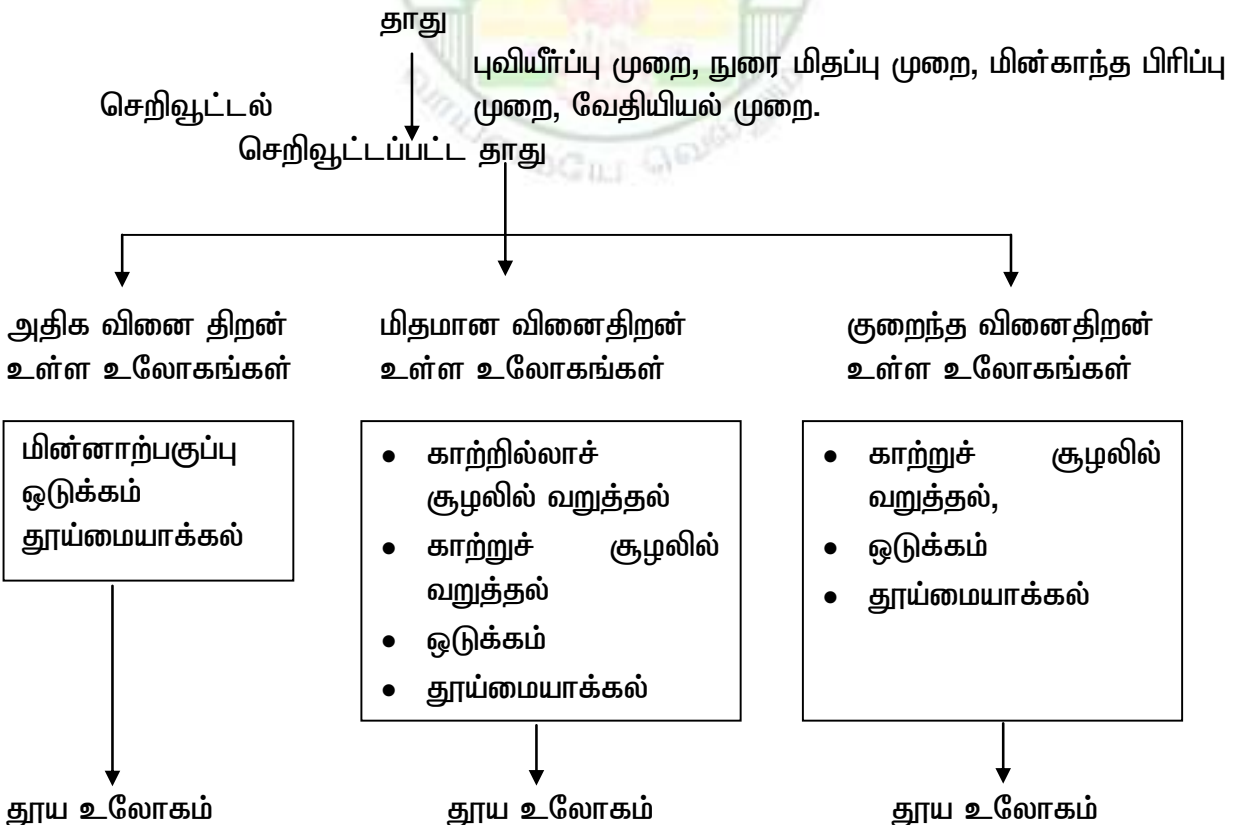 தாது
புவியீர்ப்பு முறை, நுரை மிதப்பு முறை, மின்காந்த பிரிப்பு
செறிவூட்டல்
முறை, வேதியியல் முறை.
செறிவூட்டப்பட்ட தாது
அதிக வினை திறன்
உள்ள உலோகங்கள்
மிதமான வினைதிறன்
உள்ள உலோகங்கள்
குறைந்த வினைதிறன்
உள்ள உலோகங்கள்
மின்னாற்பகுப்பு
ஒடுக்கம்
தூய்மையாக்கல்
• காற்றில்லாச்
சூழலில் வறுத்தல்
• காற்றுச் சூழலில்
வறுத்தல்
• ஒடுக்கம்
• தூய்மையாக்கல்
• காற்றுச் சூழலில்
வறுத்தல்,
• ஒடுக்கம்
• தூய்மையாக்கல்
தூய உலோகம்
தூய உலோகம்
தூய உலோகம்